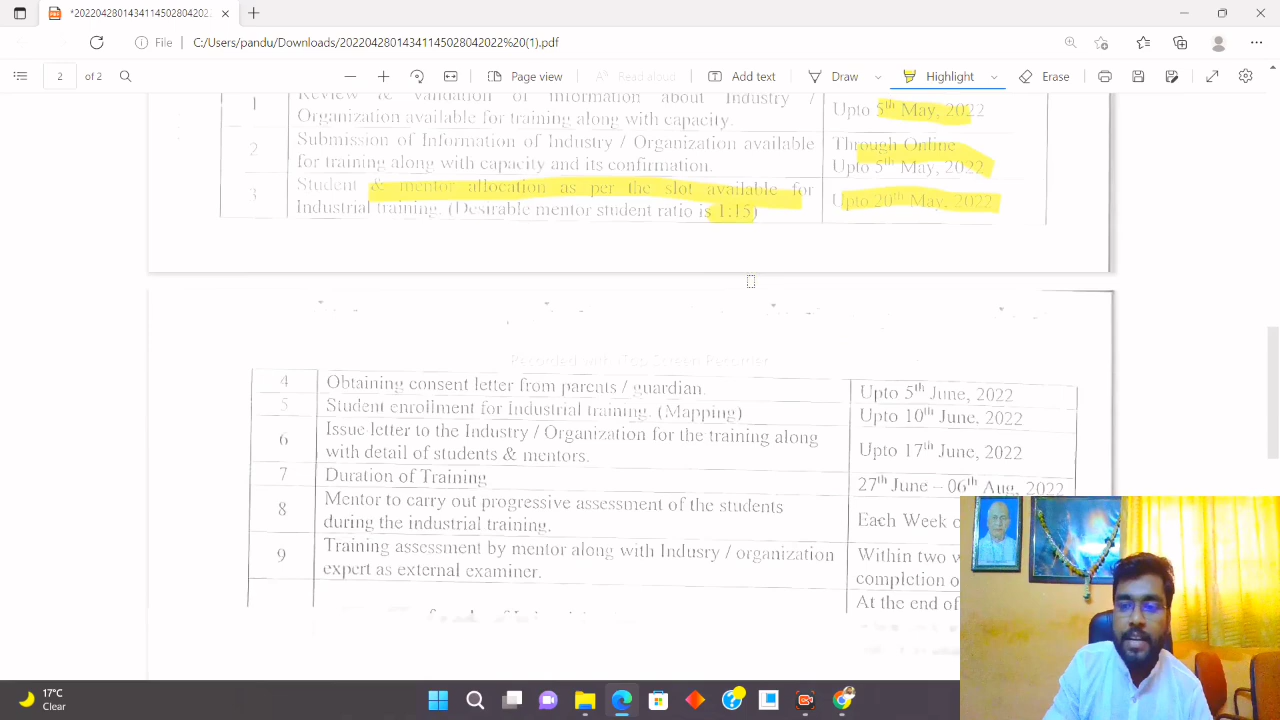 *2022042801434114502804202
File
C:/Users/pandu/Downloads/20220428014341145028042022%20(1).pdf
2 of 2
Page view
Read aloud
Add text
Draw
Highlight
Erase
1 Review & validation of Information about Industry / Upto 5th May, 2022
Organization available for training along with capacity.
2 Submission of Information of Industry / Organization available Through Online
for training along with capacity and its confirmation. Upto 5th May, 2022
3 Student & mentor allocation as per the slot available for Upto 20th May, 2022
Industrial training. (Desirable mentor student ratio is 1:15)
Recorded with iTop Screen Recorder
4 Obtaining consent letter from parents / guardian. Upto 5th June, 2022
5 Student enrollment for Industrial training. (Mapping) Upto 10th June, 2022
6 Issue letter to the Industry / Organization for the training along Upto 17th June, 2022
with detail of students & mentors.
7 Duration of Training 27th June – 06th Aug, 2022
8 Mentor to carry out progressive assessment of the students Each Week
during the industrial training.
9 Training assessment by mentor along with Indusry / organization Within two
expert as external examiner. completion
At the end of
17°C
Clear